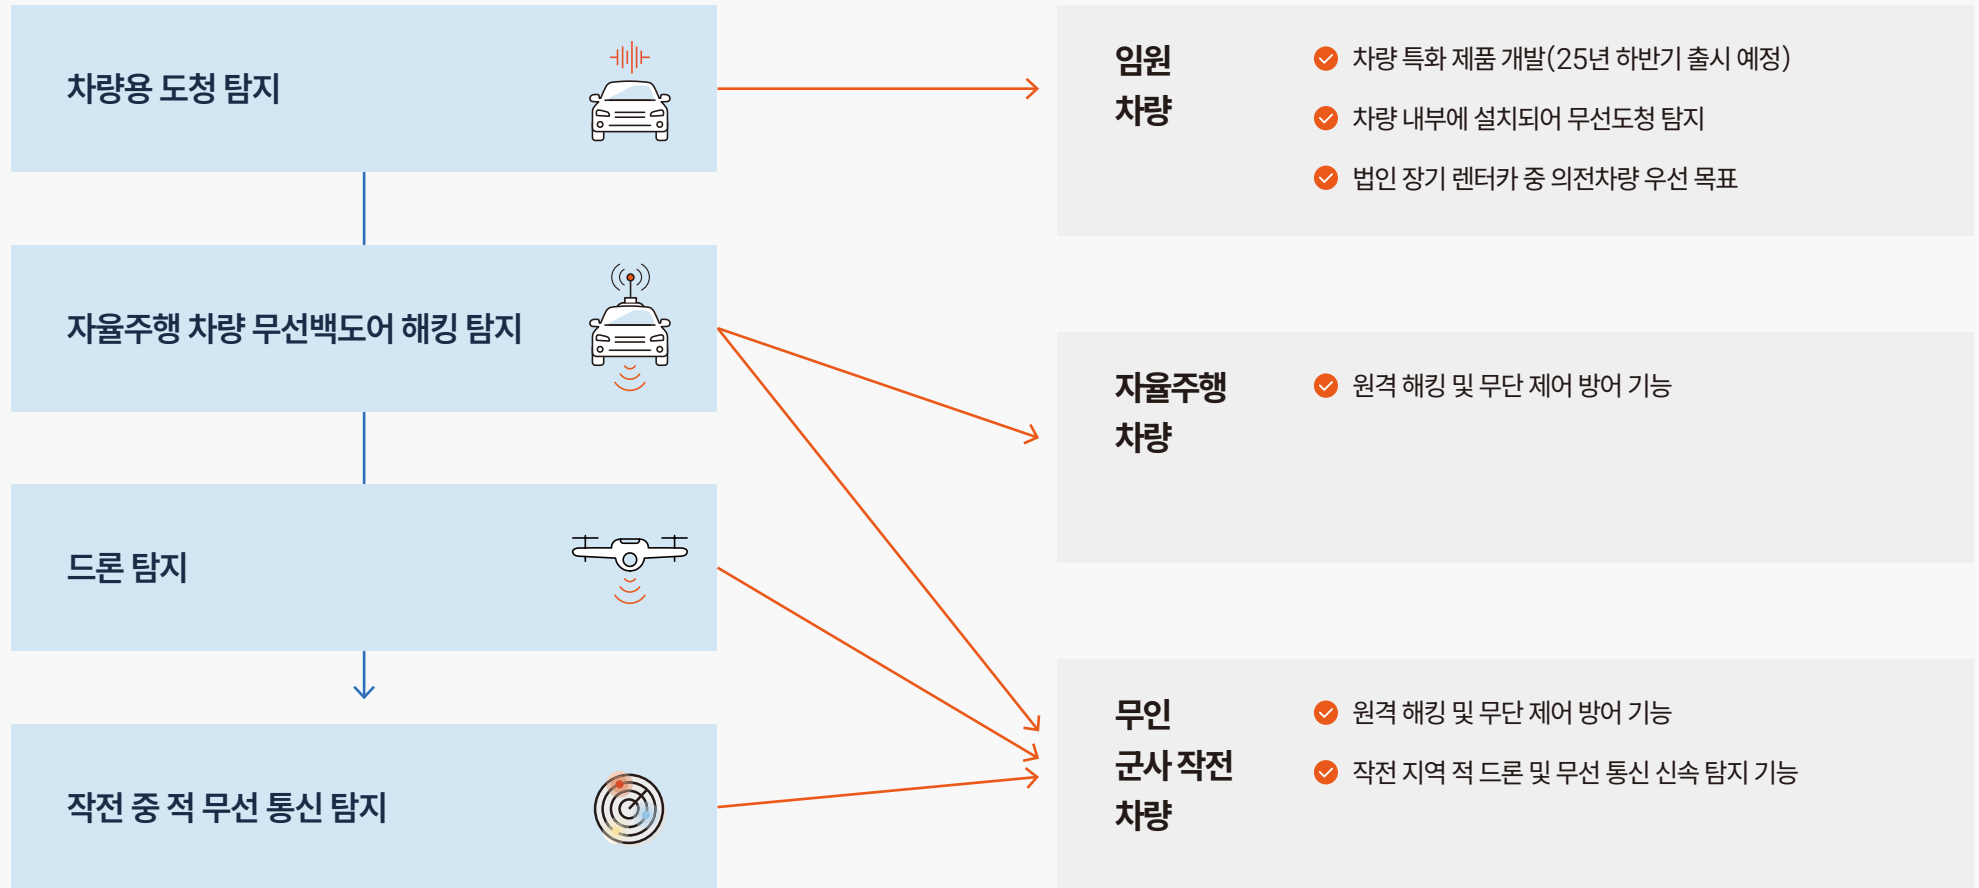 차량용 도청 탐지
자율주행 차량 무선백도어 해킹 탐지
드론 탐지
작전 중 적 무선 통신 탐지
임원
차량
차량 특화 제품 개발(25년 하반기 출시 예정)
차량 내부에 설치되어 무선도청 탐지
법인 장기 렌터카 중 의전차량 우선 목표
자율주행
차량
원격 해킹 및 무단 제어 방어 기능
무인
군사 작전
차량
원격 해킹 및 무단 제어 방어 기능
작전 지역 적 드론 및 무선 통신 신속 탐지 기능